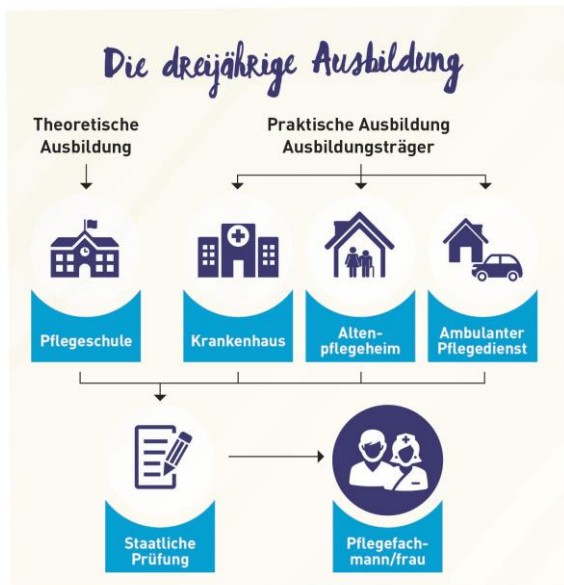 Die dreijährige Ausbildung
Theoretische
Ausbildung
Praktische Ausbildung
Ausbildungsträger
Pflegeschule
Krankenhaus
Alten-
pflegeheim
Ambulanter
Pflegedienst
Staatliche
Prüfung
Pflegefach-
mann/frau